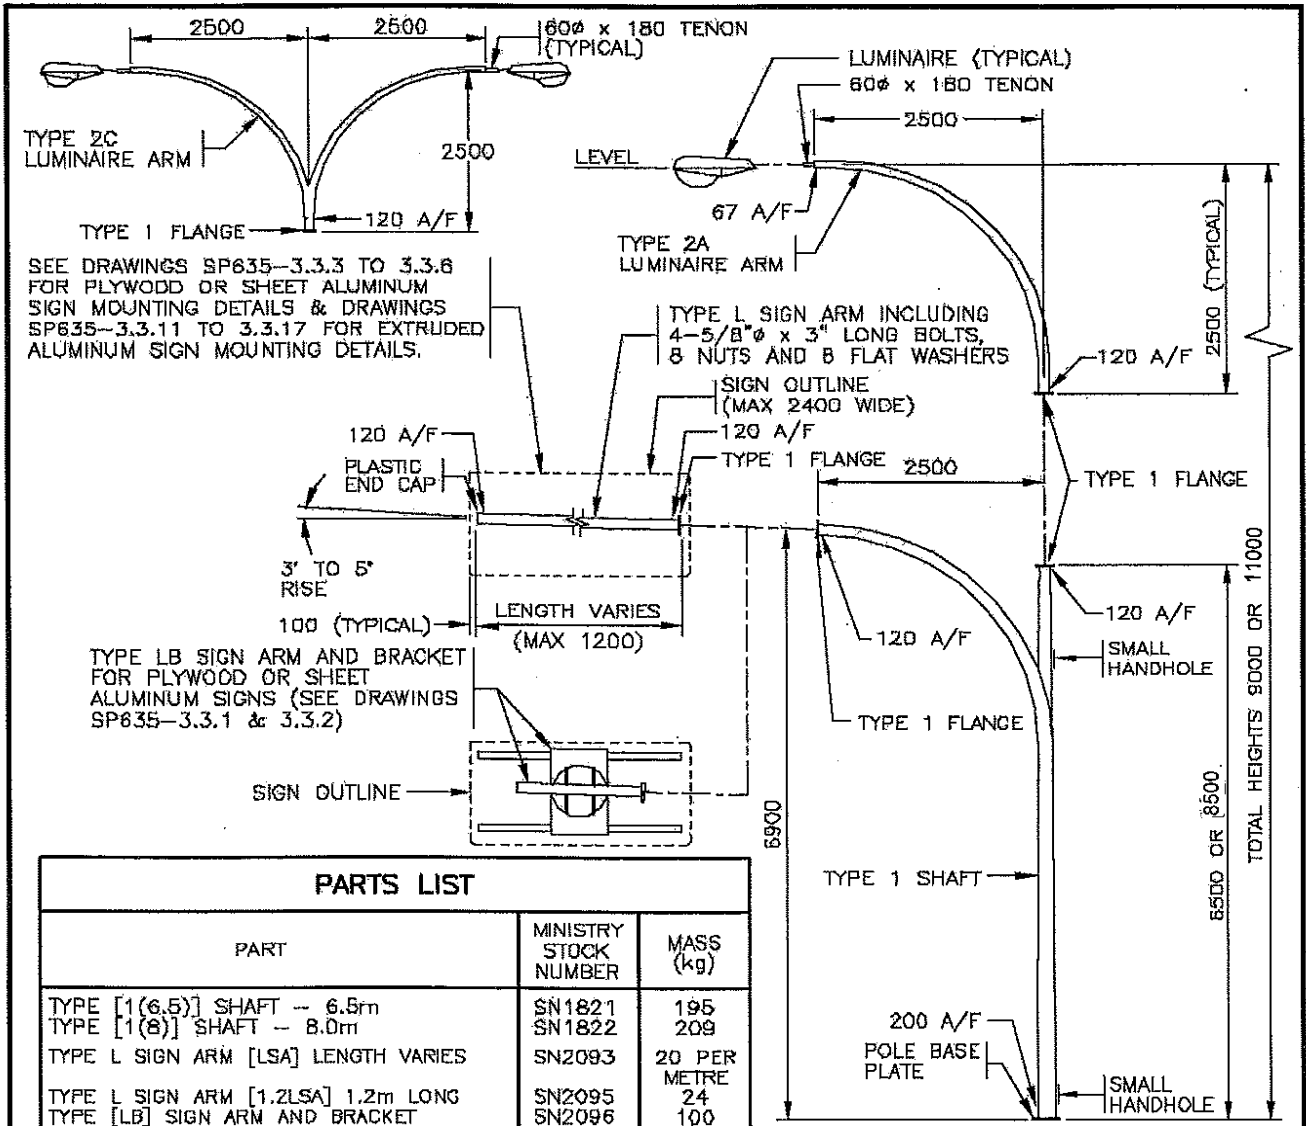 2500
2500
60ø x 180 TENON
(TYPICAL)
TYPE 2C
LUMINAIRE ARM
2500
120 A/F
TYPE 1 FLANGE
LUMINAIRE (TYPICAL)
60ø x 180 TENON
2500
LEVEL
67 A/F
TYPE 2A
LUMINAIRE ARM
2500 (TYPICAL)
SEE DRAWINGS SP635-3.3.3 TO 3.3.6
FOR PLYWOOD OR SHEET ALUMINUM
SIGN MOUNTING DETAILS & DRAWINGS
SP635-3.3.11 TO 3.3.17 FOR EXTRUDED
ALUMINUM SIGN MOUNTING DETAILS.
TYPE L SIGN ARM INCLUDING
4-5/8"ø x 3" LONG BOLTS,
8 NUTS AND 8 FLAT WASHERS
120 A/F
SIGN OUTLINE
(MAX 2400 WIDE)
120 A/F
120 A/F
TYPE 1 FLANGE
PLASTIC
END CAP
2500
TYPE 1 FLANGE
3° TO 5°
RISE
100 (TYPICAL)
LENGTH VARIES
(MAX 1200)
120 A/F
120 A/F
SMALL
HANDHOLE
TYPE LB SIGN ARM AND BRACKET
FOR PLYWOOD OR SHEET
ALUMINUM SIGNS (SEE DRAWINGS
SP635-3.3.1 & 3.3.2)
TYPE 1 FLANGE
SIGN OUTLINE
6900
TYPE 1 SHAFT
6500 OR 8500
TOTAL HEIGHTS 9000 OR 11000
200 A/F
POLE BASE
PLATE
SMALL
HANDHOLE
PARTS LIST
PART
MINISTRY
STOCK
NUMBER
MASS
(kg)
TYPE [1(6.5)] SHAFT - 6.5m SN1821 195
TYPE [1(8)] SHAFT - 8.0m SN1822 209
TYPE L SIGN ARM [LSA] LENGTH VARIES SN2093 20 PER
METRE
TYPE L SIGN ARM [1.2LSA] 1.2m LONG SN2095 24
TYPE [LB] SIGN ARM AND BRACKET SN2096 100